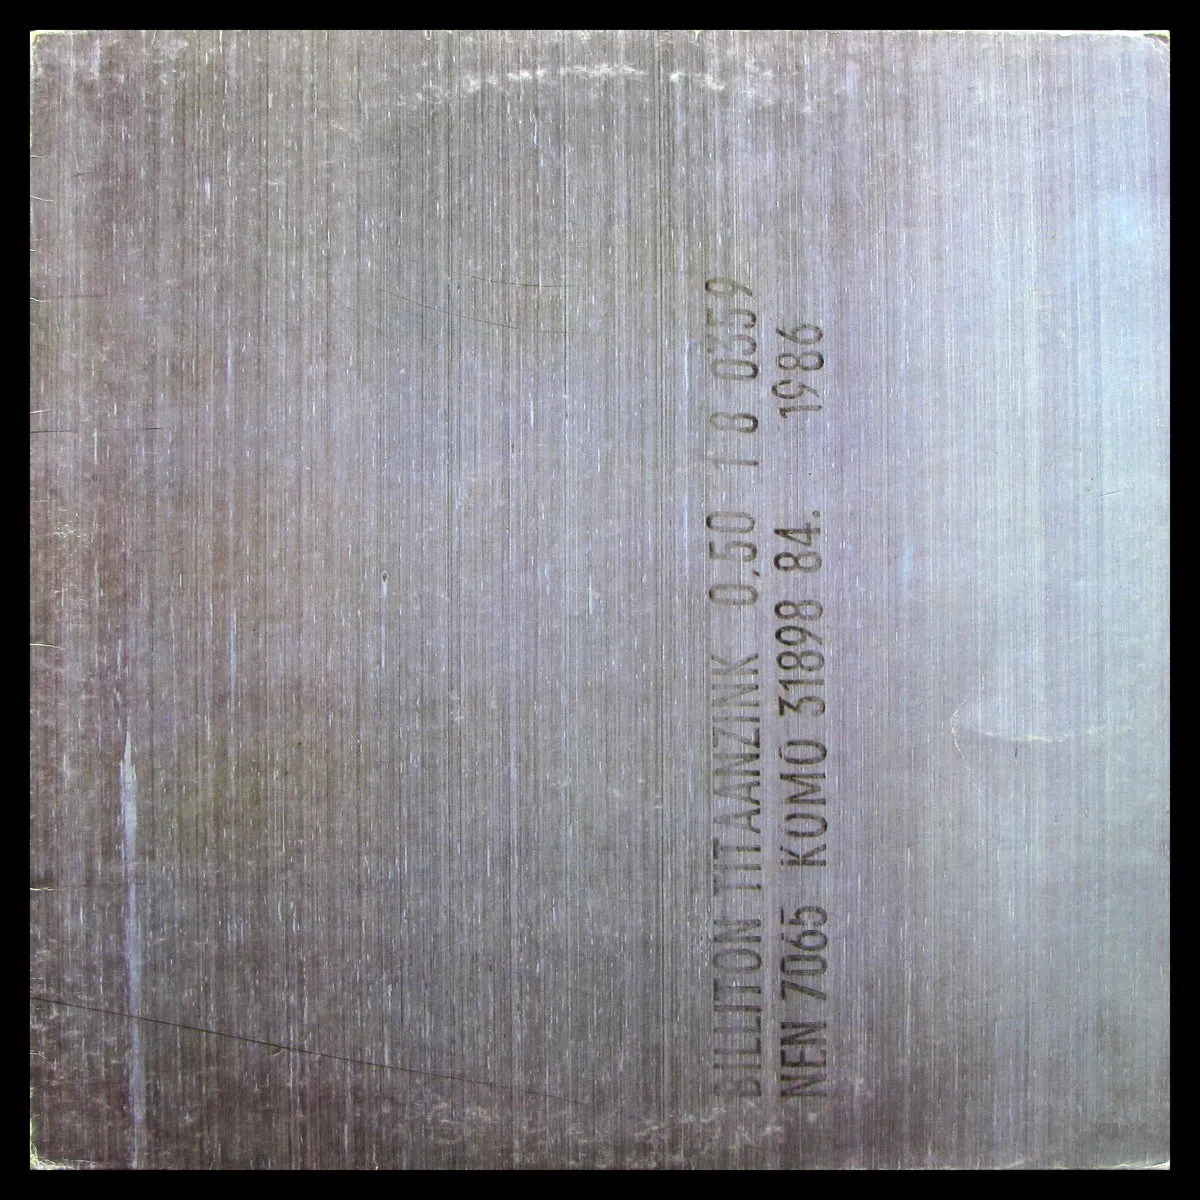 BILLITON TITAANZINK 0,50 1 8 0359
NEN 7065 KOMO 31898 84. 1986